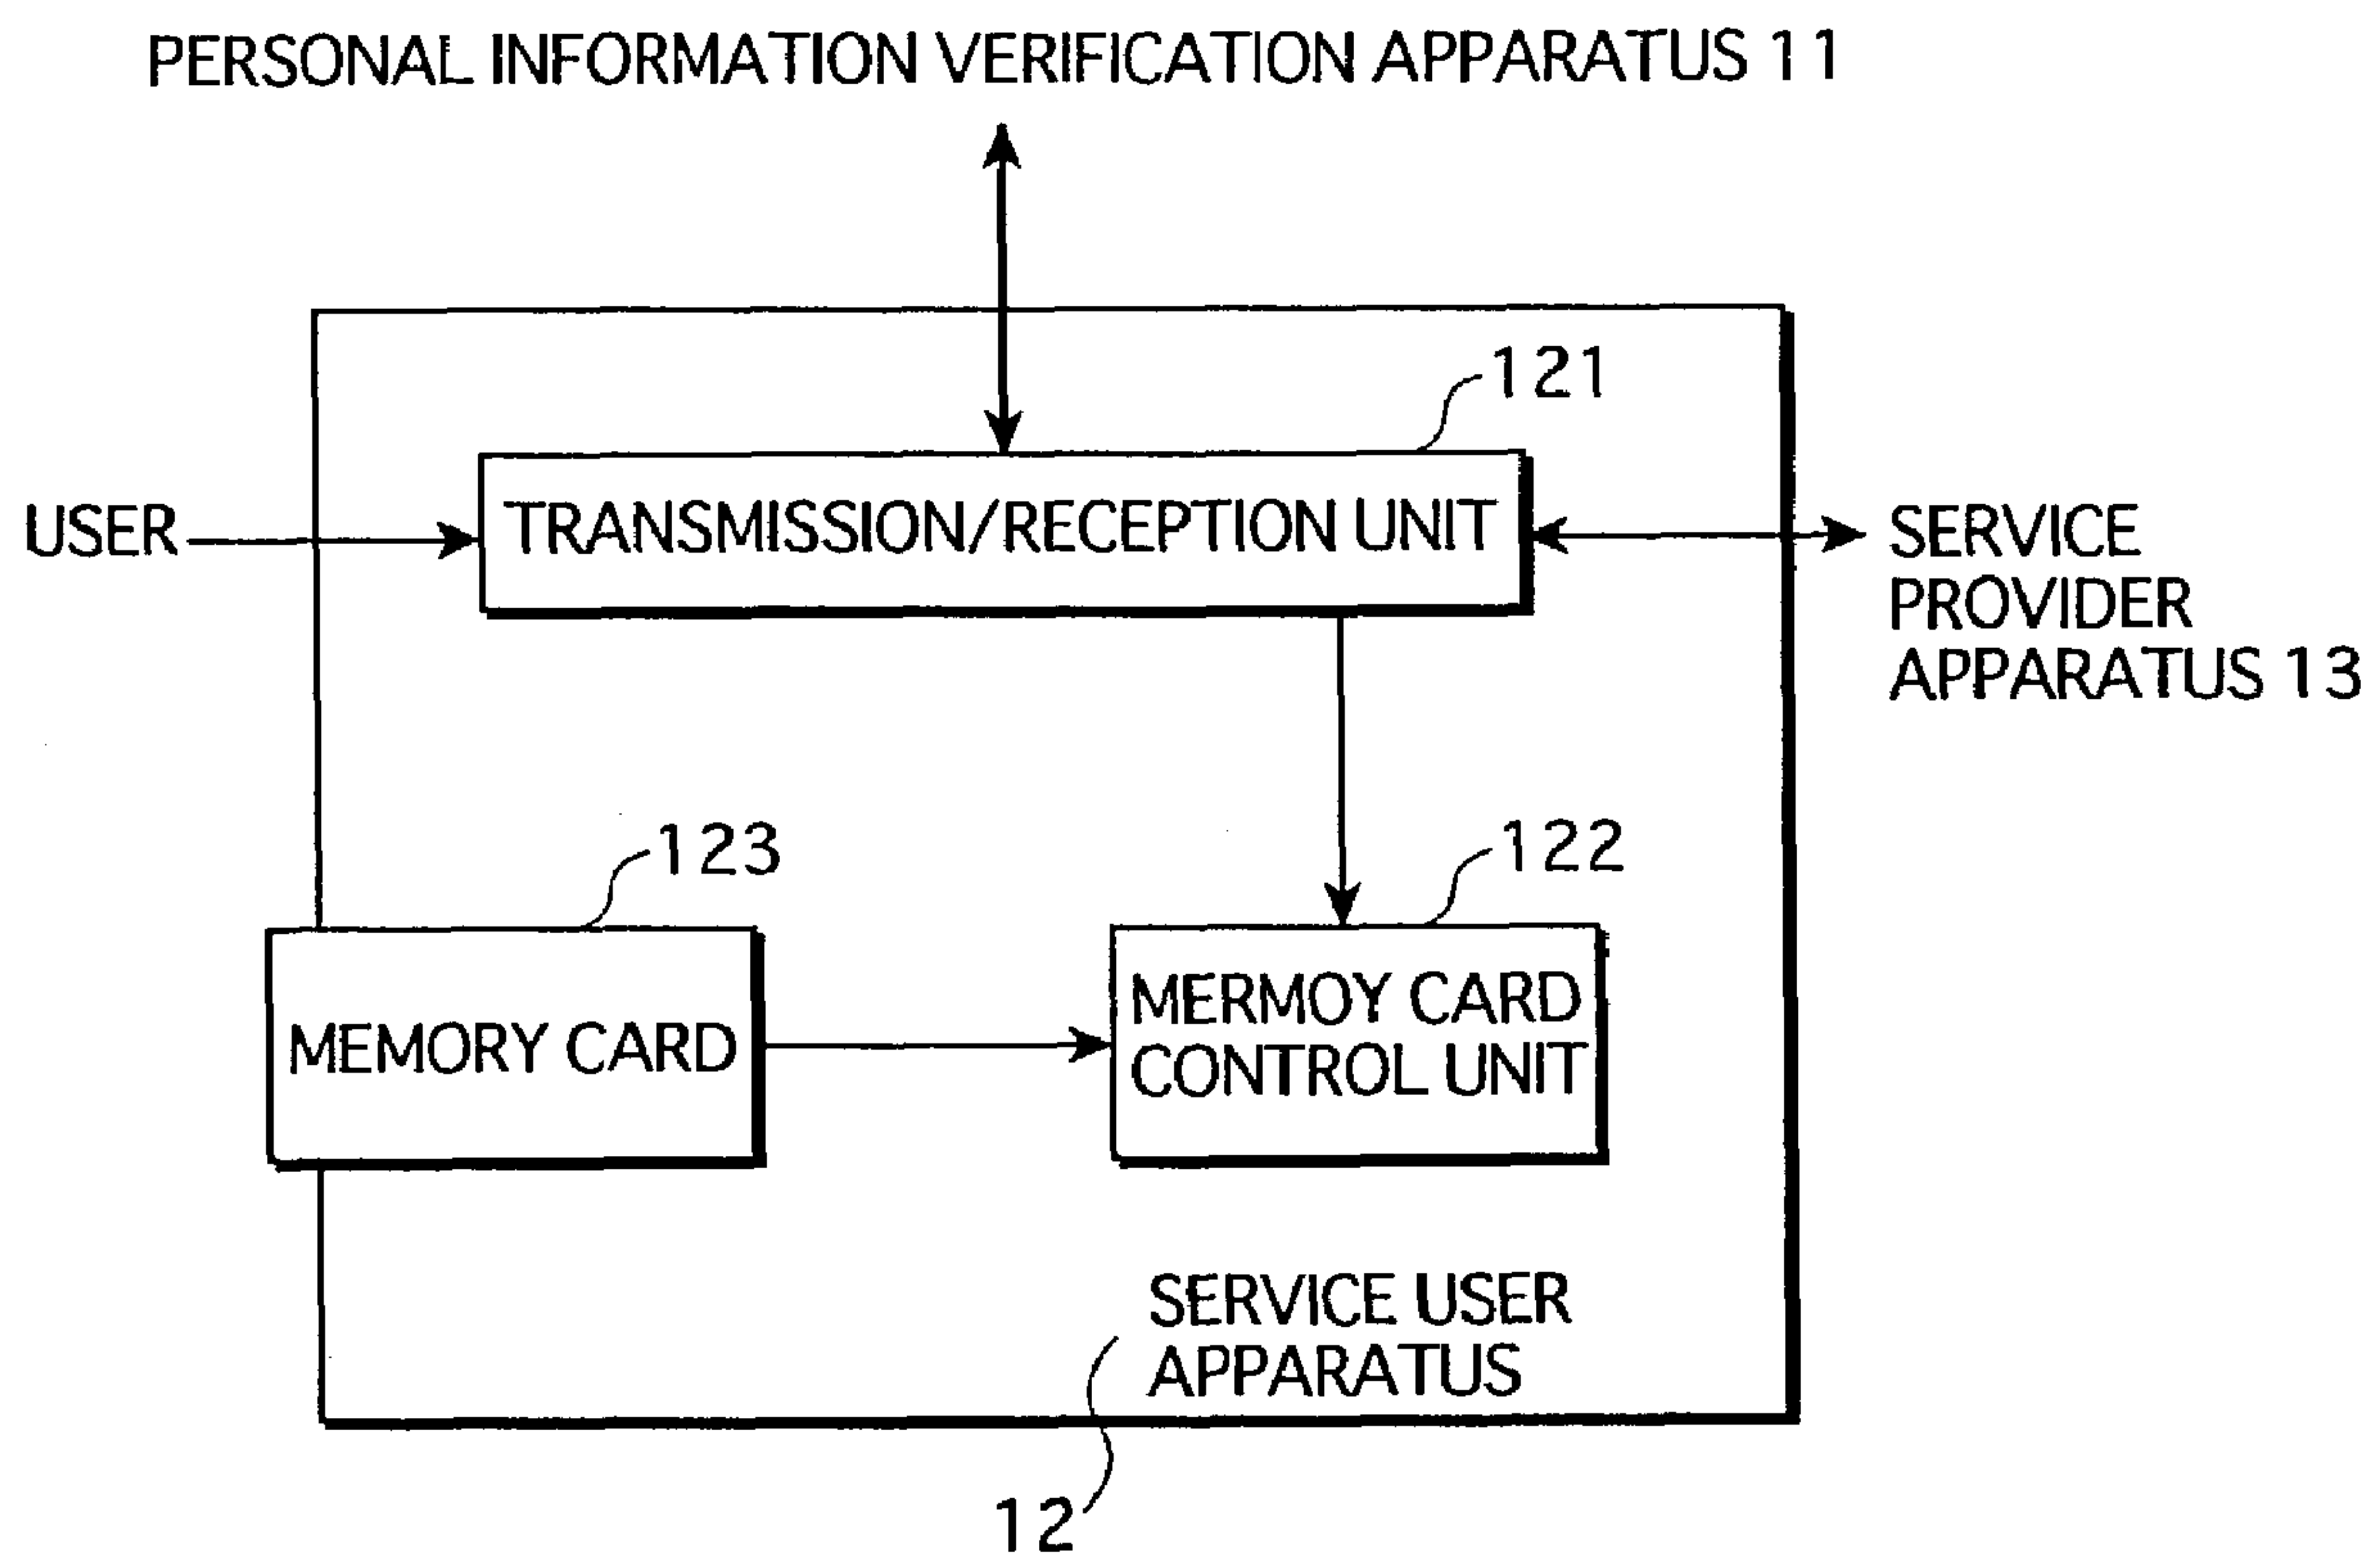 PERSONAL INFORMATION VERIFICATION APPARATUS 11
121
USER
TRANSMISSION/RECEPTION UNIT
SERVICE
PROVIDER
APPARATUS 13
123
122
MEMORY CARD
MERMOY CARD
CONTROL UNIT
SERVICE USER
APPARATUS
12